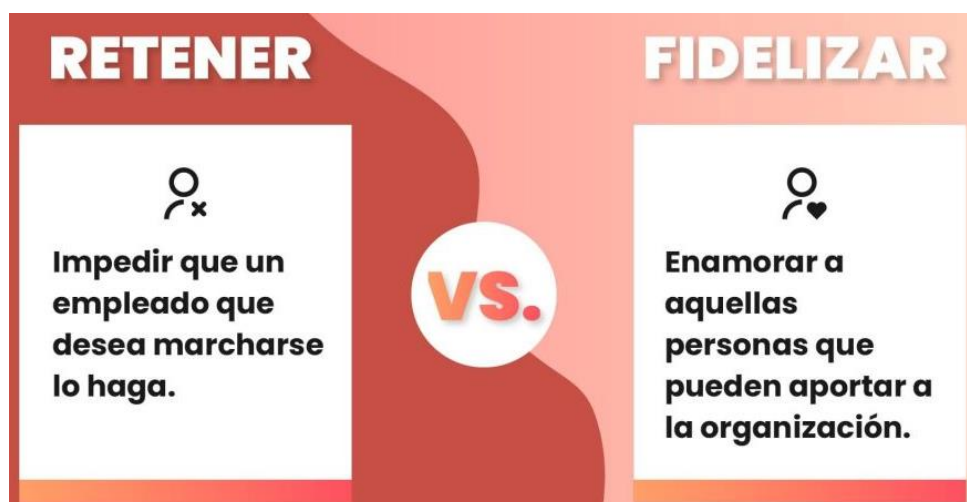 RETENER
Impedir que un
empleado que
desea marcharse
lo haga.
VS.
FIDELIZAR
Enamorar a
aquellas
personas que
pueden aportar a
la organización.